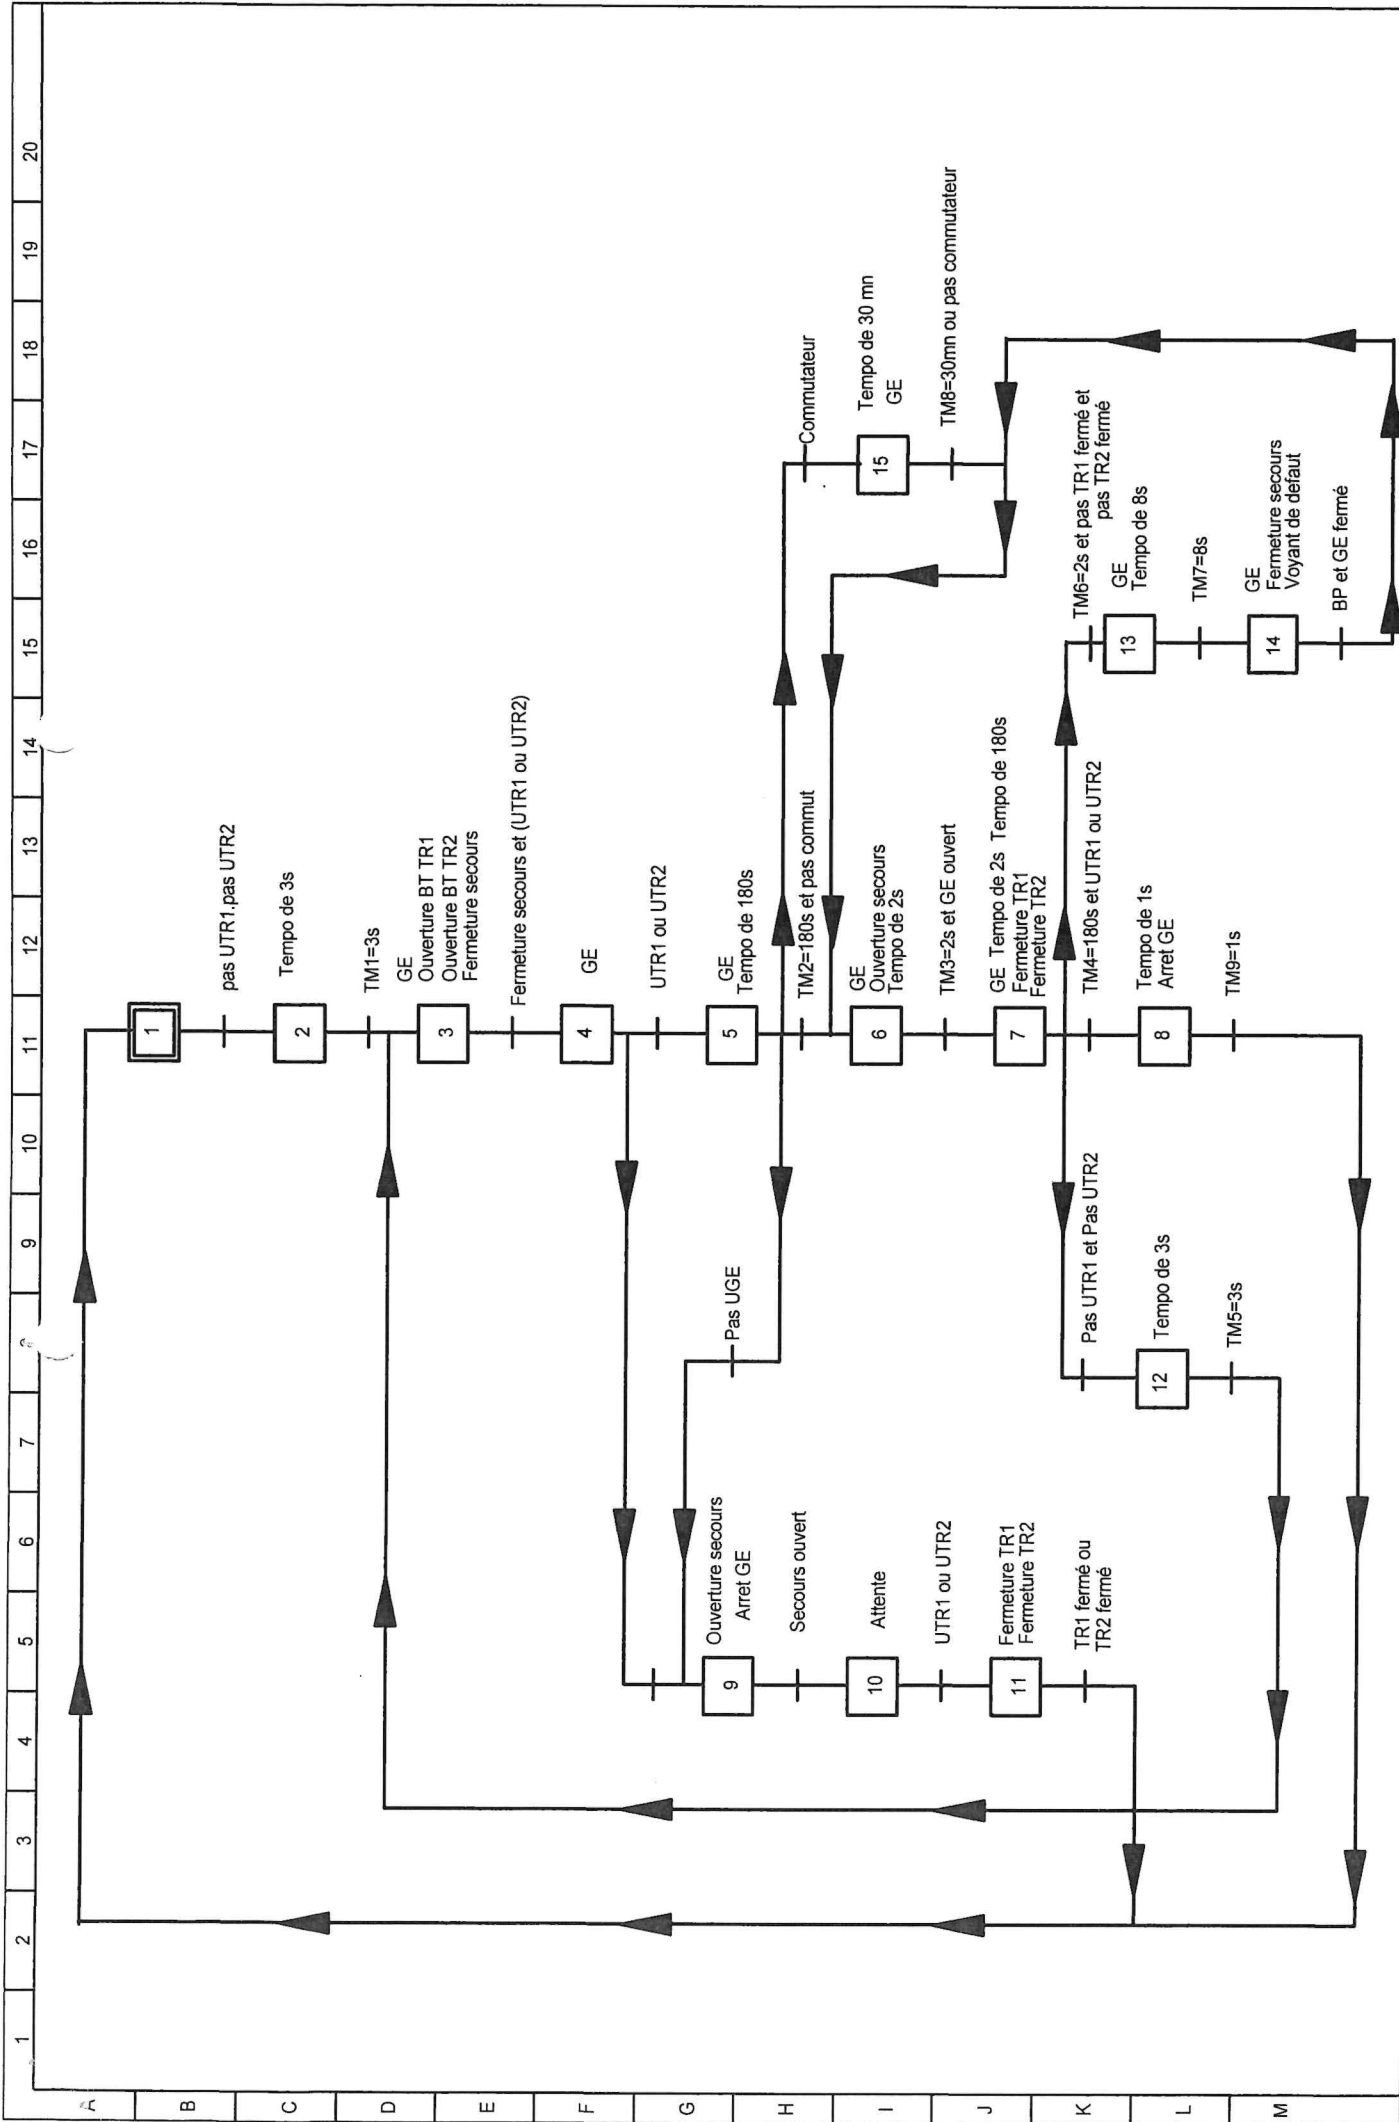 1 2 3 4 5 6 7 9 10 11 12 13 14 15 16 17 18 19 20
A
B
C
D
E
F
G
H
I
J
K
L
M
1
pas UTR1.pas UTR2
2
Tempo de 3s
TM1=3s
3
GE
Ouverture BT TR1
Ouverture BT TR2
Fermeture secours
Fermeture secours et (UTR1 ou UTR2)
4
GE
UTR1 ou UTR2
5
GE
Tempo de 180s
TM2=180s et pas commut
6
GE
Ouverture secours
Tempo de 2s
TM3=2s et GE ouvert
7
GE Tempo de 2s Tempo de 180s
Fermeture TR1
Fermeture TR2
TM4=180s et UTR1 ou UTR2
8
Tempo de 1s
Arret GE
TM9=1s
Pas UGE
9
Ouverture secours
Arret GE
Secours ouvert
10
Attente
UTR1 ou UTR2
11
Fermeture TR1
Fermeture TR2
TR1 fermé ou
TR2 fermé
Pas UTR1 et Pas UTR2
12
Tempo de 3s
TM5=3s
Commutateur
15
Tempo de 30 mn
GE
TM8=30mn ou pas commutateur
TM6=2s et pas TR1 fermé et
pas TR2 fermé
13
GE
Tempo de 8s
TM7=8s
14
GE
Fermeture secours
Voyant de defaut
BP et GE fermé